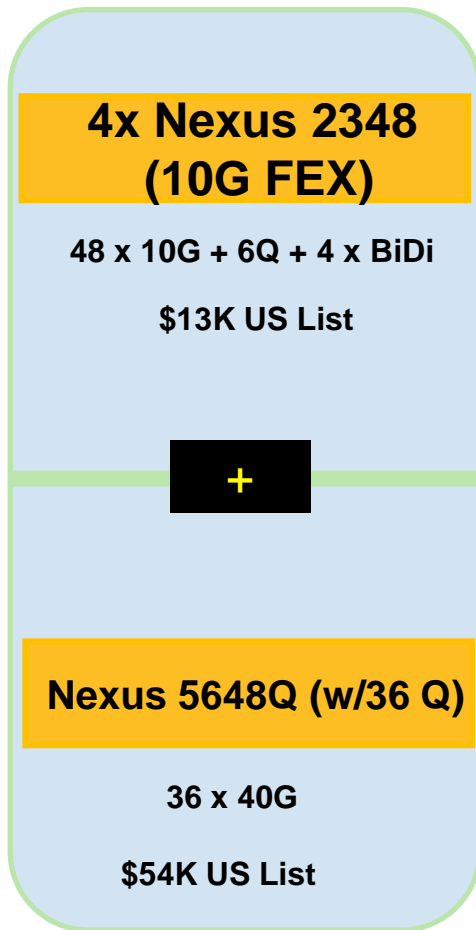 4x Nexus 2348
(10G FEX)
48 x 10G + 6Q + 4 x BiDi
$13K US List
+
Nexus 5648Q (w/36 Q)
36 x 40G
$54K US List